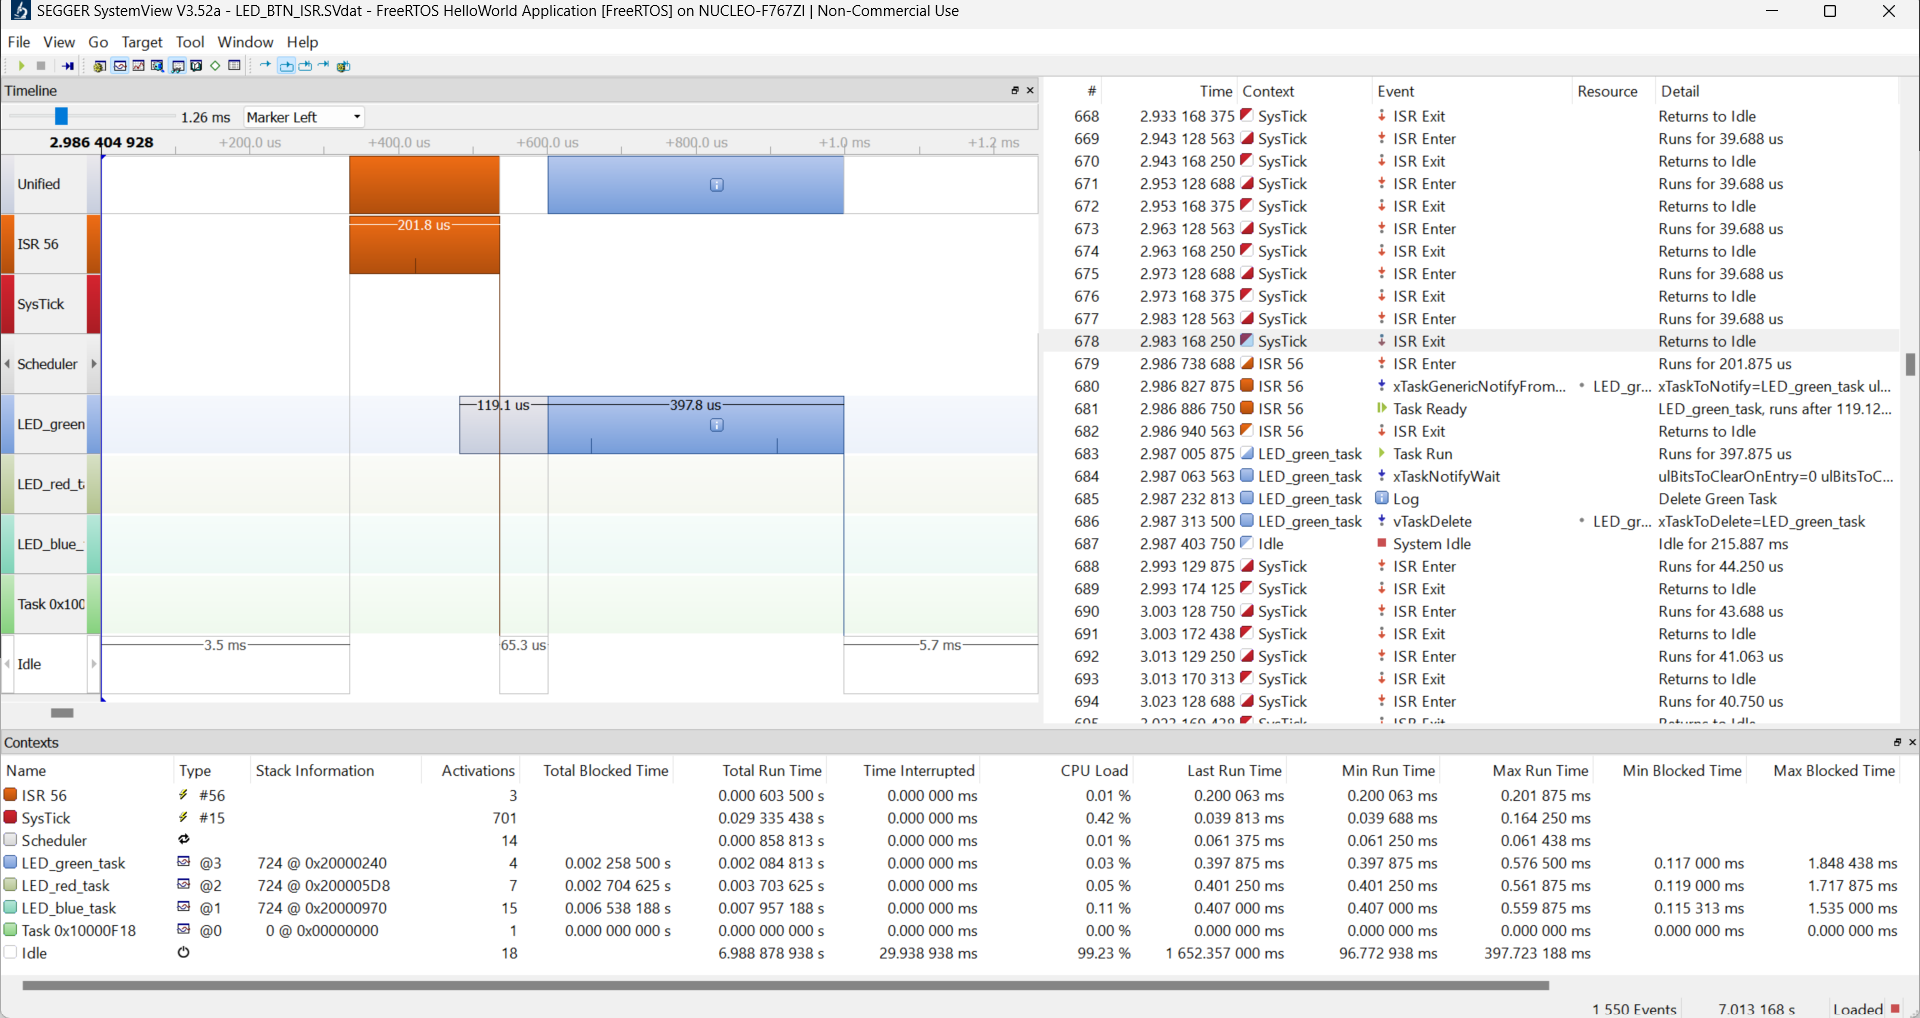 SEGGER SystemView V3.52a - LED_BTN_ISR.SVdat - FreeRTOS HelloWorld Application [FreeRTOS] on NUCLEO-F767ZI | Non-Commercial Use
File View Go Target Tool Window Help
Timeline
1.26 ms Marker Left
2.986 404 928 +200.0 us +400.0 us +600.0 us +800.0 us +1.0 ms +1.2 ms
Unified
ISR 56 201.8 us
SysTick
Scheduler
LED_green 119.1 us 397.8 us
LED_red_t
LED_blue_
Task 0x100
Idle 3.5 ms 65.3 us 5.7 ms
# Time Context Event Resource Detail
668 2.933 168 375 SysTick ISR Exit Returns to Idle
669 2.943 128 563 SysTick ISR Enter Runs for 39.688 us
670 2.943 168 250 SysTick ISR Exit Returns to Idle
671 2.953 128 688 SysTick ISR Enter Runs for 39.688 us
672 2.953 168 375 SysTick ISR Exit Returns to Idle
673 2.963 128 563 SysTick ISR Enter Runs for 39.688 us
674 2.963 168 250 SysTick ISR Exit Returns to Idle
675 2.973 128 688 SysTick ISR Enter Runs for 39.688 us
676 2.973 168 375 SysTick ISR Exit Returns to Idle
677 2.983 128 563 SysTick ISR Enter Runs for 39.688 us
678 2.983 168 250 SysTick ISR Exit Returns to Idle
679 2.986 738 688 ISR 56 ISR Enter Runs for 201.875 us
680 2.986 827 875 ISR 56 xTaskGenericNotifyFrom... LED_gr... xTaskToNotify=LED_green_task ul...
681 2.986 886 750 ISR 56 Task Ready LED_green_task, runs after 119.12...
682 2.986 940 563 ISR 56 ISR Exit Returns to Idle
683 2.987 005 875 LED_green_task Task Run Runs for 397.875 us
684 2.987 063 563 LED_green_task xTaskNotifyWait ulBitsToClearOnEntry=0 ulBitsToC...
685 2.987 232 813 LED_green_task Log Delete Green Task
686 2.987 313 500 LED_green_task vTaskDelete LED_gr... xTaskToDelete=LED_green_task
687 2.987 403 750 Idle System Idle Idle for 215.887 ms
688 2.993 129 875 SysTick ISR Enter Runs for 44.250 us
689 2.993 174 125 SysTick ISR Exit Returns to Idle
690 3.003 128 750 SysTick ISR Enter Runs for 43.688 us
691 3.003 172 438 SysTick ISR Exit Returns to Idle
692 3.013 129 250 SysTick ISR Enter Runs for 41.063 us
693 3.013 170 313 SysTick ISR Exit Returns to Idle
694 3.023 128 688 SysTick ISR Enter Runs for 40.750 us
695 3.023 169 438 SysTick ISR Exit Returns to Idle
Contexts
Name Type Stack Information Activations Total Blocked Time Total Run Time Time Interrupted CPU Load Last Run Time Min Run Time Max Run Time Min Blocked Time Max Blocked Time
ISR 56 #56 3 0.000 603 500 s 0.000 000 ms 0.01 % 0.200 063 ms 0.200 063 ms 0.201 875 ms
SysTick #15 701 0.029 335 438 s 0.000 000 ms 0.42 % 0.039 813 ms 0.039 688 ms 0.164 250 ms
Scheduler 14 0.000 858 813 s 0.000 000 ms 0.01 % 0.061 375 ms 0.061 250 ms 0.061 438 ms
LED_green_task @3 724 @ 0x20000240 4 0.002 258 500 s 0.002 084 813 s 0.000 000 ms 0.03 % 0.397 875 ms 0.397 875 ms 0.576 500 ms 0.117 000 ms 1.848 438 ms
LED_red_task @2 724 @ 0x200005D8 7 0.002 704 625 s 0.003 703 625 s 0.000 000 ms 0.05 % 0.401 250 ms 0.401 250 ms 0.561 875 ms 0.119 000 ms 1.717 875 ms
LED_blue_task @1 724 @ 0x20000970 15 0.006 538 188 s 0.007 957 188 s 0.000 000 ms 0.11 % 0.407 000 ms 0.407 000 ms 0.559 875 ms 0.115 313 ms 1.535 000 ms
Task 0x10000F18 @0 0 @ 0x00000000 1 0.000 000 000 s 0.000 000 000 s 0.000 000 ms 0.00 % 0.000 000 ms 0.000 000 ms 0.000 000 ms 0.000 000 ms 0.000 000 ms
Idle 18 6.988 878 938 s 29.938 938 ms 99.23 % 1 652.357 000 ms 96.772 938 ms 397.723 188 ms
1 550 Events 7.013 168 s Loaded